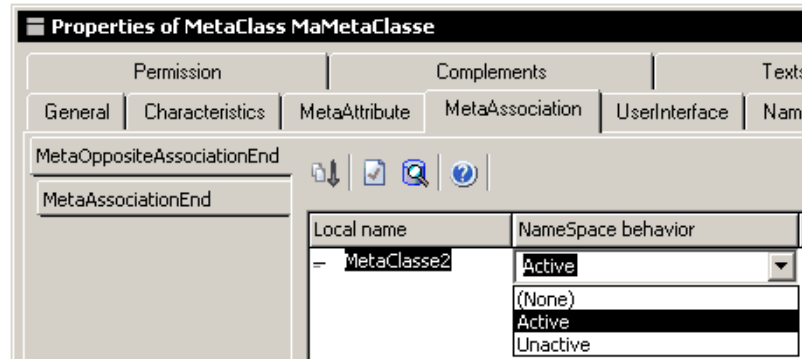 Properties of MetaClass MaMetaClasse
Permission Complements Texts
General Characteristics MetaAttribute MetaAssociation UserInterface Nam
MetaOppositeAssociationEnd
MetaAssociationEnd
Local name NameSpace behavior
MetaClasse2 Active
(None)
Active
Unactive